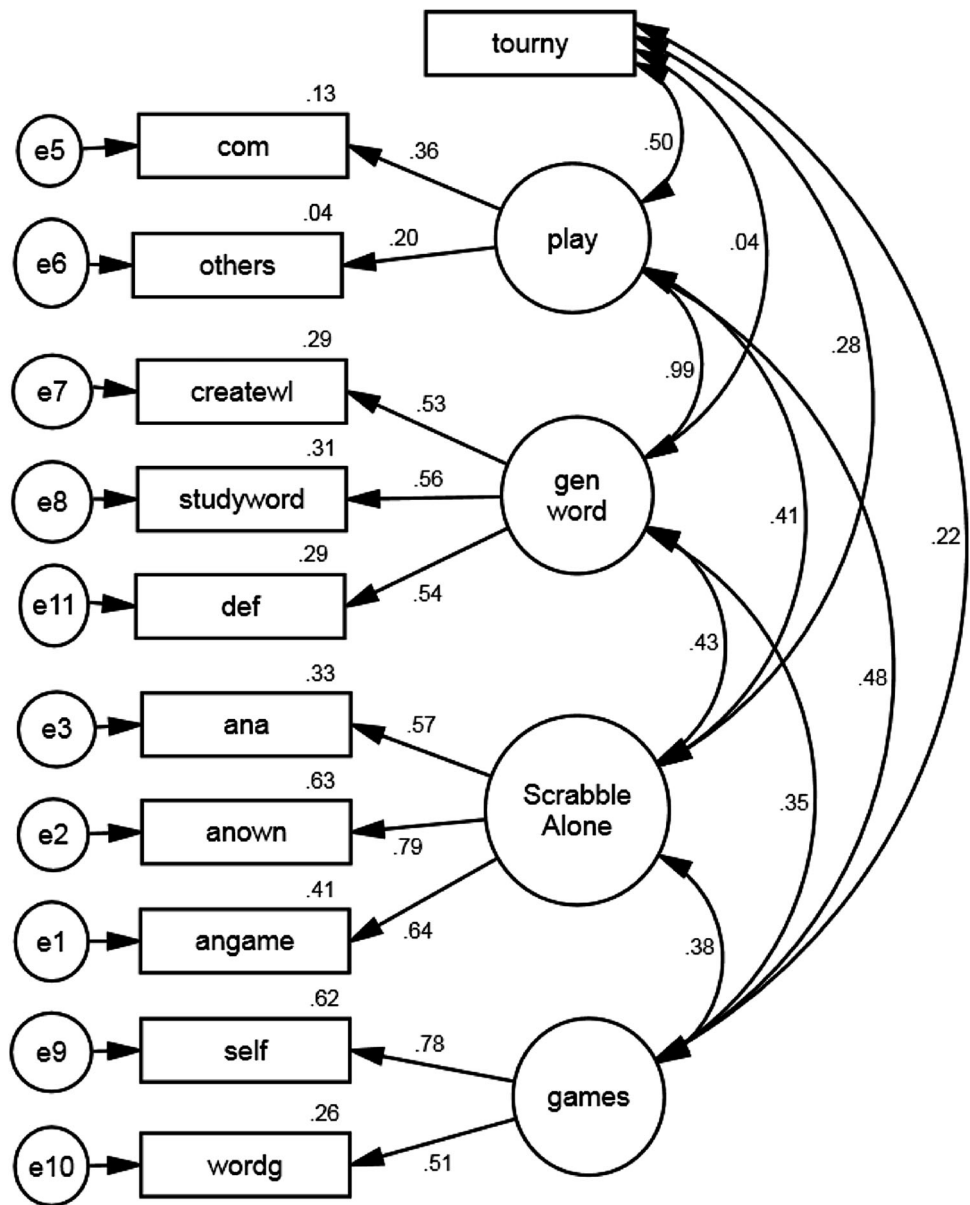 tourny
.13
e5
com
.36
.50
.04
e6
others
.20
play
.04
.29
e7
createwl
.53
.99
.28
.31
e8
studyword
.56
gen
word
.41
.22
.29
e11
def
.54
.43
.48
.33
e3
ana
.57
.63
e2
anown
.79
Scrabble
Alone
.35
.41
e1
angame
.64
.38
.62
e9
self
.78
games
.26
e10
wordg
.51